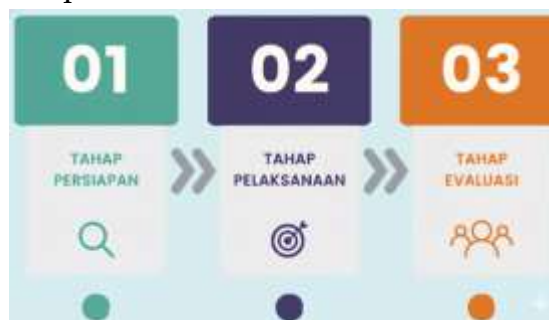 01
02
03
TAHAP
PERSIAPAN
TAHAP
PELAKSANAAN
TAHAP
EVALUASI